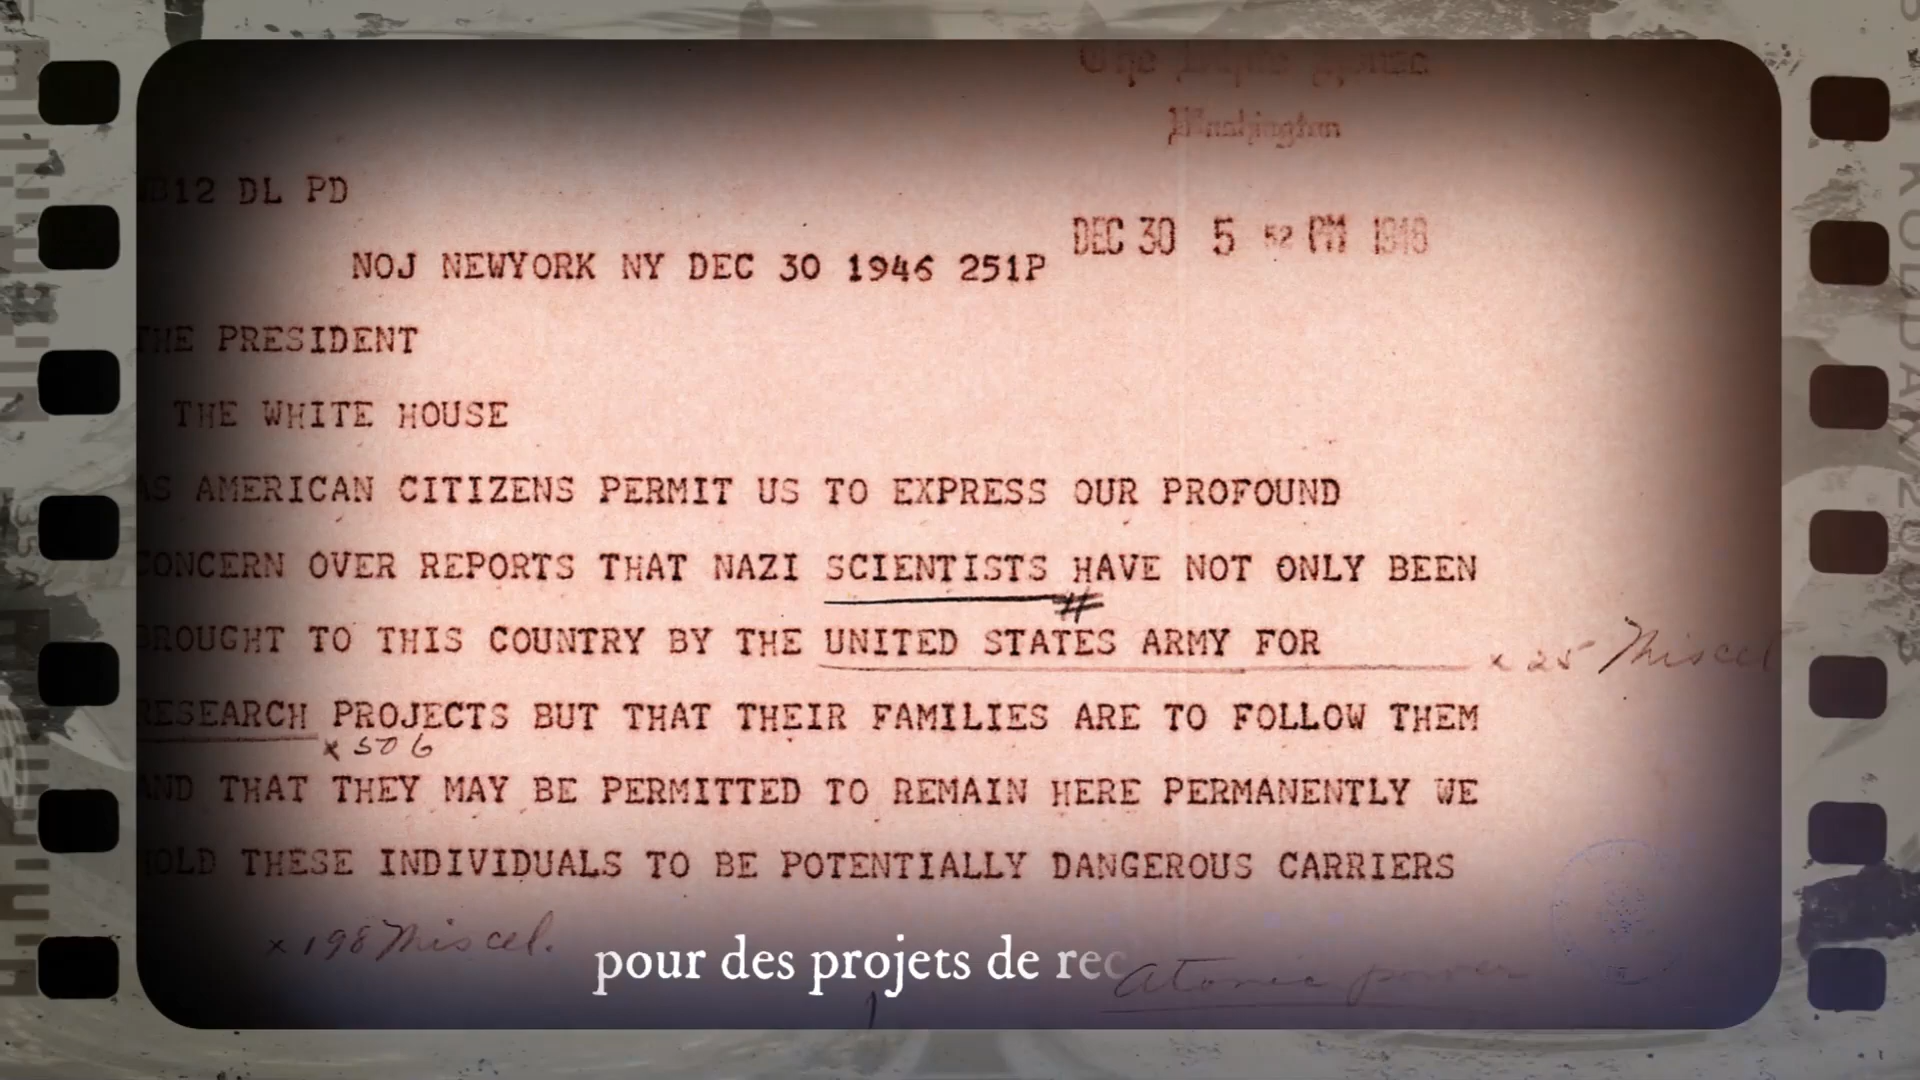 The White House
Washington
B12 DL PD
DEC 30 5 52 PM 1946
NOJ NEWYORK NY DEC 30 1946 251P
THE PRESIDENT
THE WHITE HOUSE
AS AMERICAN CITIZENS PERMIT US TO EXPRESS OUR PROFOUND
CONCERN OVER REPORTS THAT NAZI SCIENTISTS HAVE NOT ONLY BEEN
BROUGHT TO THIS COUNTRY BY THE UNITED STATES ARMY FOR
x 25 Miscel
RESEARCH PROJECTS BUT THAT THEIR FAMILIES ARE TO FOLLOW THEM
x 506
AND THAT THEY MAY BE PERMITTED TO REMAIN HERE PERMANENTLY WE
HOLD THESE INDIVIDUALS TO BE POTENTIALLY DANGEROUS CARRIERS
x 198 Miscel.
pour des projets de rec
atomic power